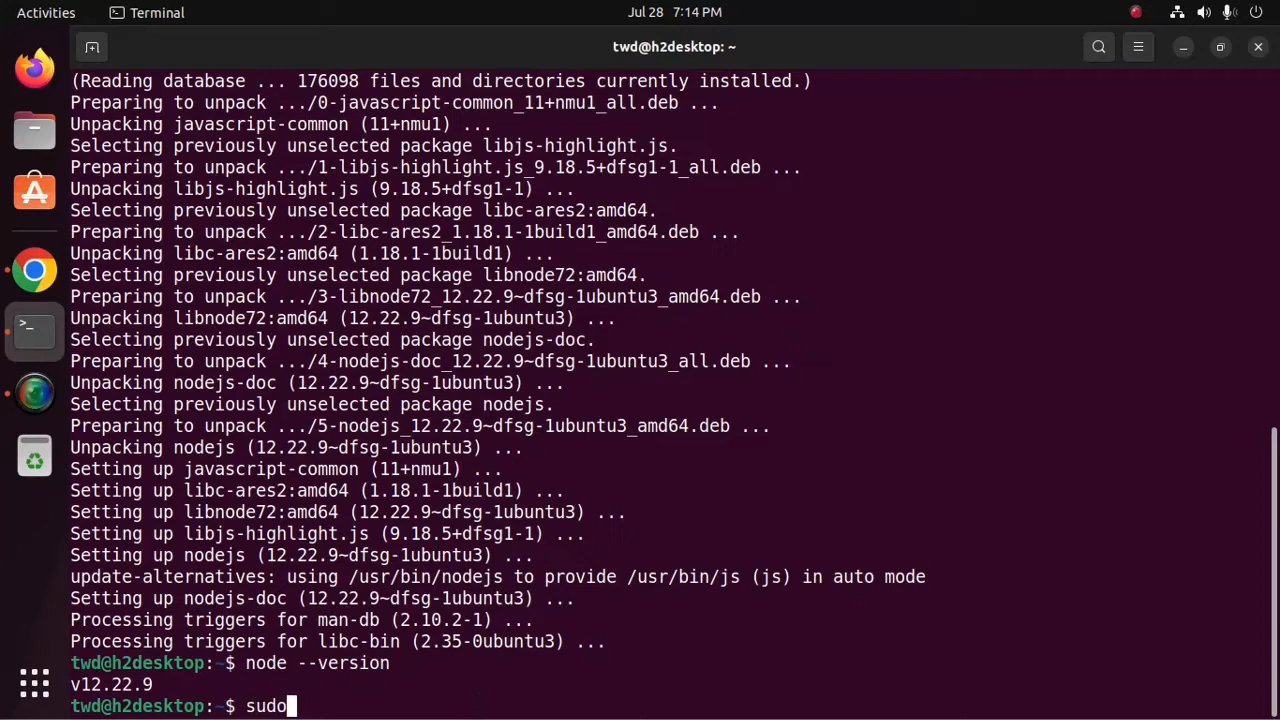 Activities
Terminal
Jul 28 7:14 PM
twd@h2desktop: ~
(Reading database ... 176098 files and directories currently installed.)
Preparing to unpack .../0-javascript-common_11+nmu1_all.deb ...
Unpacking javascript-common (11+nmu1) ...
Selecting previously unselected package libjs-highlight.js.
Preparing to unpack .../1-libjs-highlight.js_9.18.5+dfsg1-1_all.deb ...
Unpacking libjs-highlight.js (9.18.5+dfsg1-1) ...
Selecting previously unselected package libc-ares2:amd64.
Preparing to unpack .../2-libc-ares2_1.18.1-1build1_amd64.deb ...
Unpacking libc-ares2:amd64 (1.18.1-1build1) ...
Selecting previously unselected package libnode72:amd64.
Preparing to unpack .../3-libnode72_12.22.9~dfsg-1ubuntu3_amd64.deb ...
Unpacking libnode72:amd64 (12.22.9~dfsg-1ubuntu3) ...
Selecting previously unselected package nodejs-doc.
Preparing to unpack .../4-nodejs-doc_12.22.9~dfsg-1ubuntu3_all.deb ...
Unpacking nodejs-doc (12.22.9~dfsg-1ubuntu3) ...
Selecting previously unselected package nodejs.
Preparing to unpack .../5-nodejs_12.22.9~dfsg-1ubuntu3_amd64.deb ...
Unpacking nodejs (12.22.9~dfsg-1ubuntu3) ...
Setting up javascript-common (11+nmu1) ...
Setting up libc-ares2:amd64 (1.18.1-1build1) ...
Setting up libnode72:amd64 (12.22.9~dfsg-1ubuntu3) ...
Setting up libjs-highlight.js (9.18.5+dfsg1-1) ...
Setting up nodejs (12.22.9~dfsg-1ubuntu3) ...
update-alternatives: using /usr/bin/nodejs to provide /usr/bin/js (js) in auto mode
Setting up nodejs-doc (12.22.9~dfsg-1ubuntu3) ...
Processing triggers for man-db (2.10.2-1) ...
Processing triggers for libc-bin (2.35-0ubuntu3) ...
twd@h2desktop:~$ node --version
v12.22.9
twd@h2desktop:~$ sudo